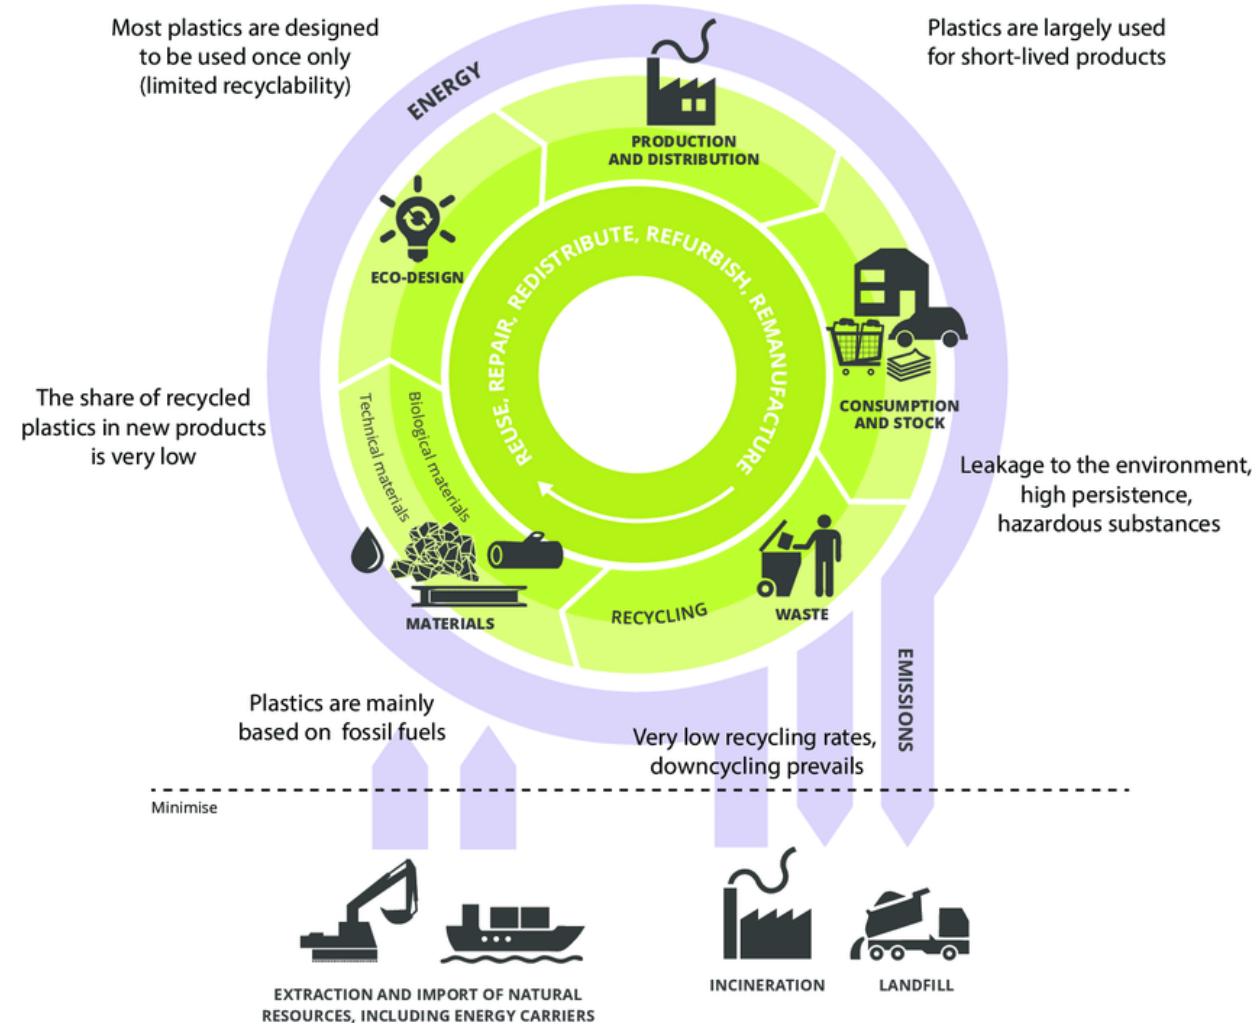 Most plastics are designed
to be used once only
(limited recyclability)
Plastics are largely used
for short-lived products
ENERGY
PRODUCTION
AND DISTRIBUTION
ECO-DESIGN
REUSE, REPAIR, REDISTRIBUTE, REFURBISH, REMANUFACTURE
CONSUMPTION
AND STOCK
The share of recycled
plastics in new products
is very low
Technical materials
Biological materials
Leakage to the environment,
high persistence,
hazardous substances
MATERIALS
RECYCLING
WASTE
EMISSIONS
Plastics are mainly
based on fossil fuels
Very low recycling rates,
downcycling prevails
Minimise
EXTRACTION AND IMPORT OF NATURAL
RESOURCES, INCLUDING ENERGY CARRIERS
INCINERATION
LANDFILL